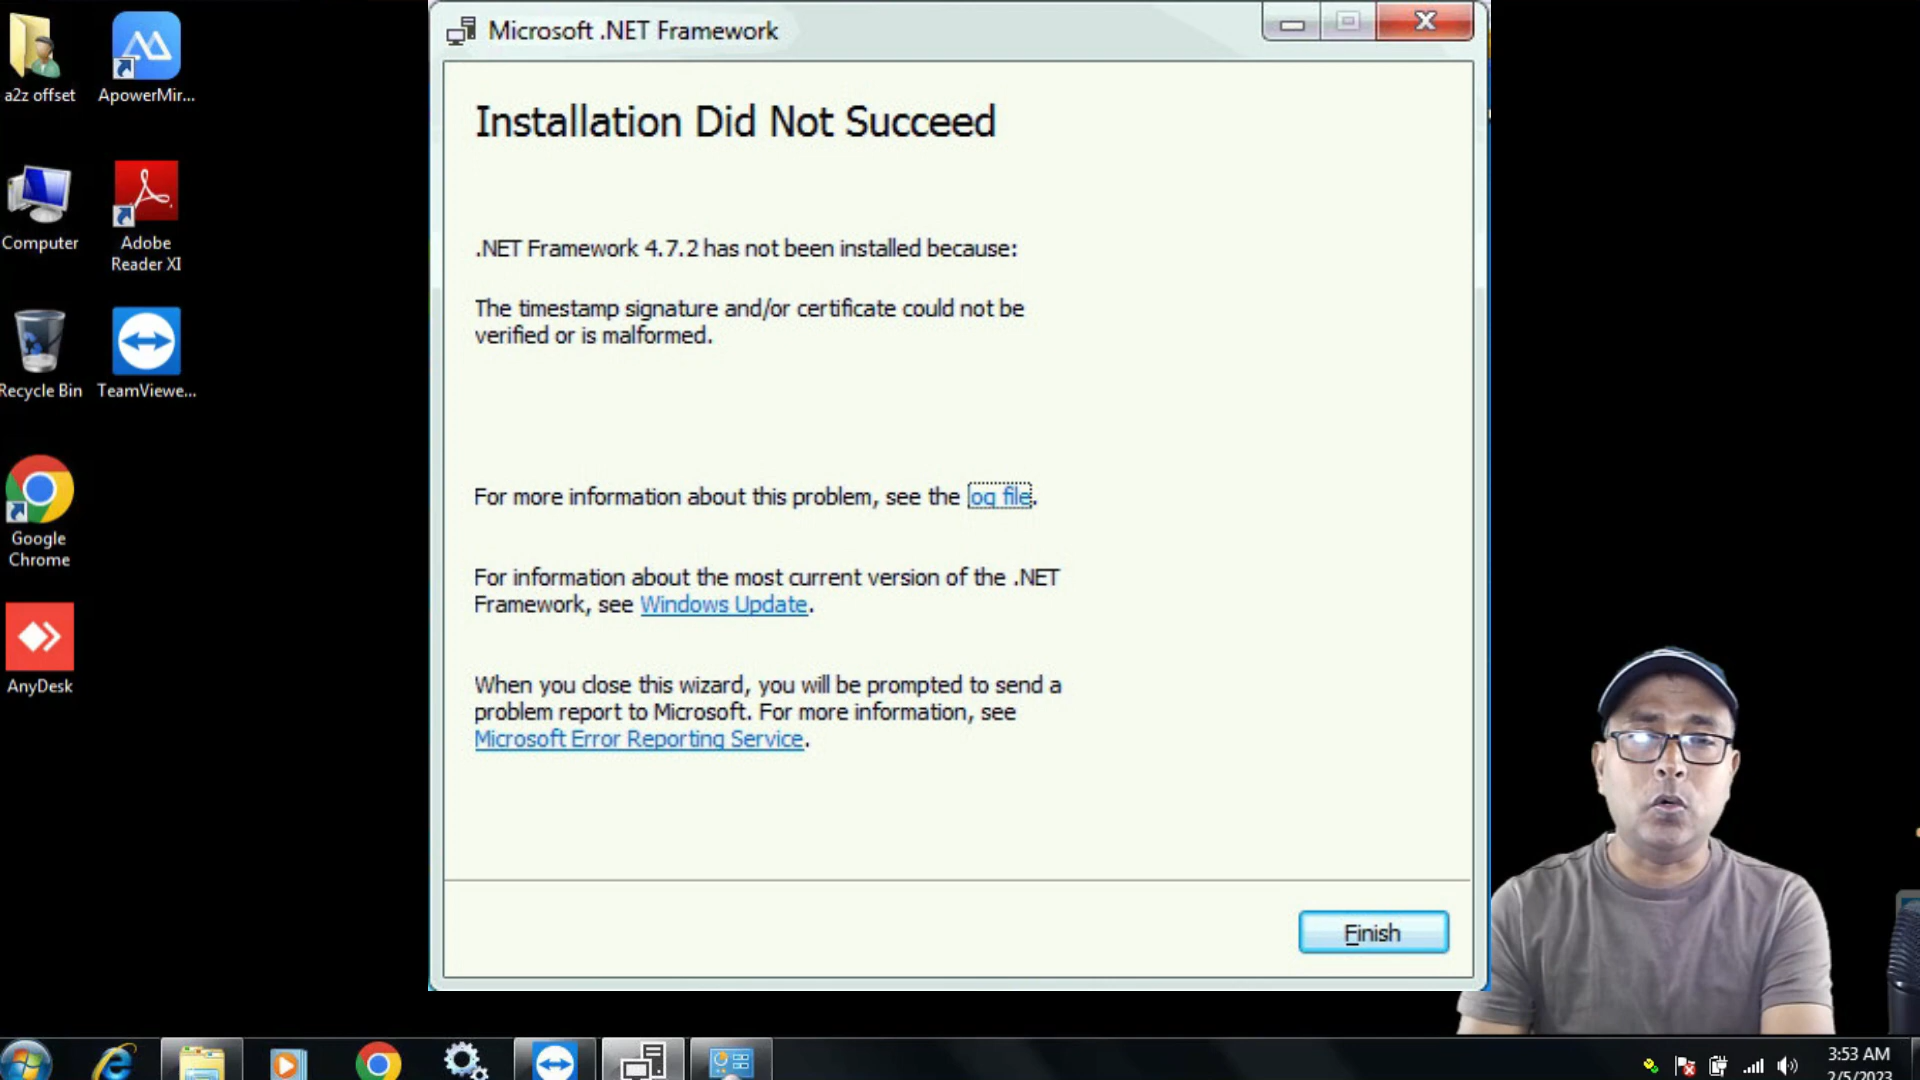 Microsoft .NET Framework
Installation Did Not Succeed
.NET Framework 4.7.2 has not been installed because:
The timestamp signature and/or certificate could not be
verified or is malformed.
For more information about this problem, see the log file.
For information about the most current version of the .NET
Framework, see Windows Update.
When you close this wizard, you will be prompted to send a
problem report to Microsoft. For more information, see
Microsoft Error Reporting Service.
Finish
a2z offset
ApowerMir...
Computer
Adobe
Reader XI
Recycle Bin
TeamViewe...
Google
Chrome
AnyDesk
3:53 AM
2/5/2023